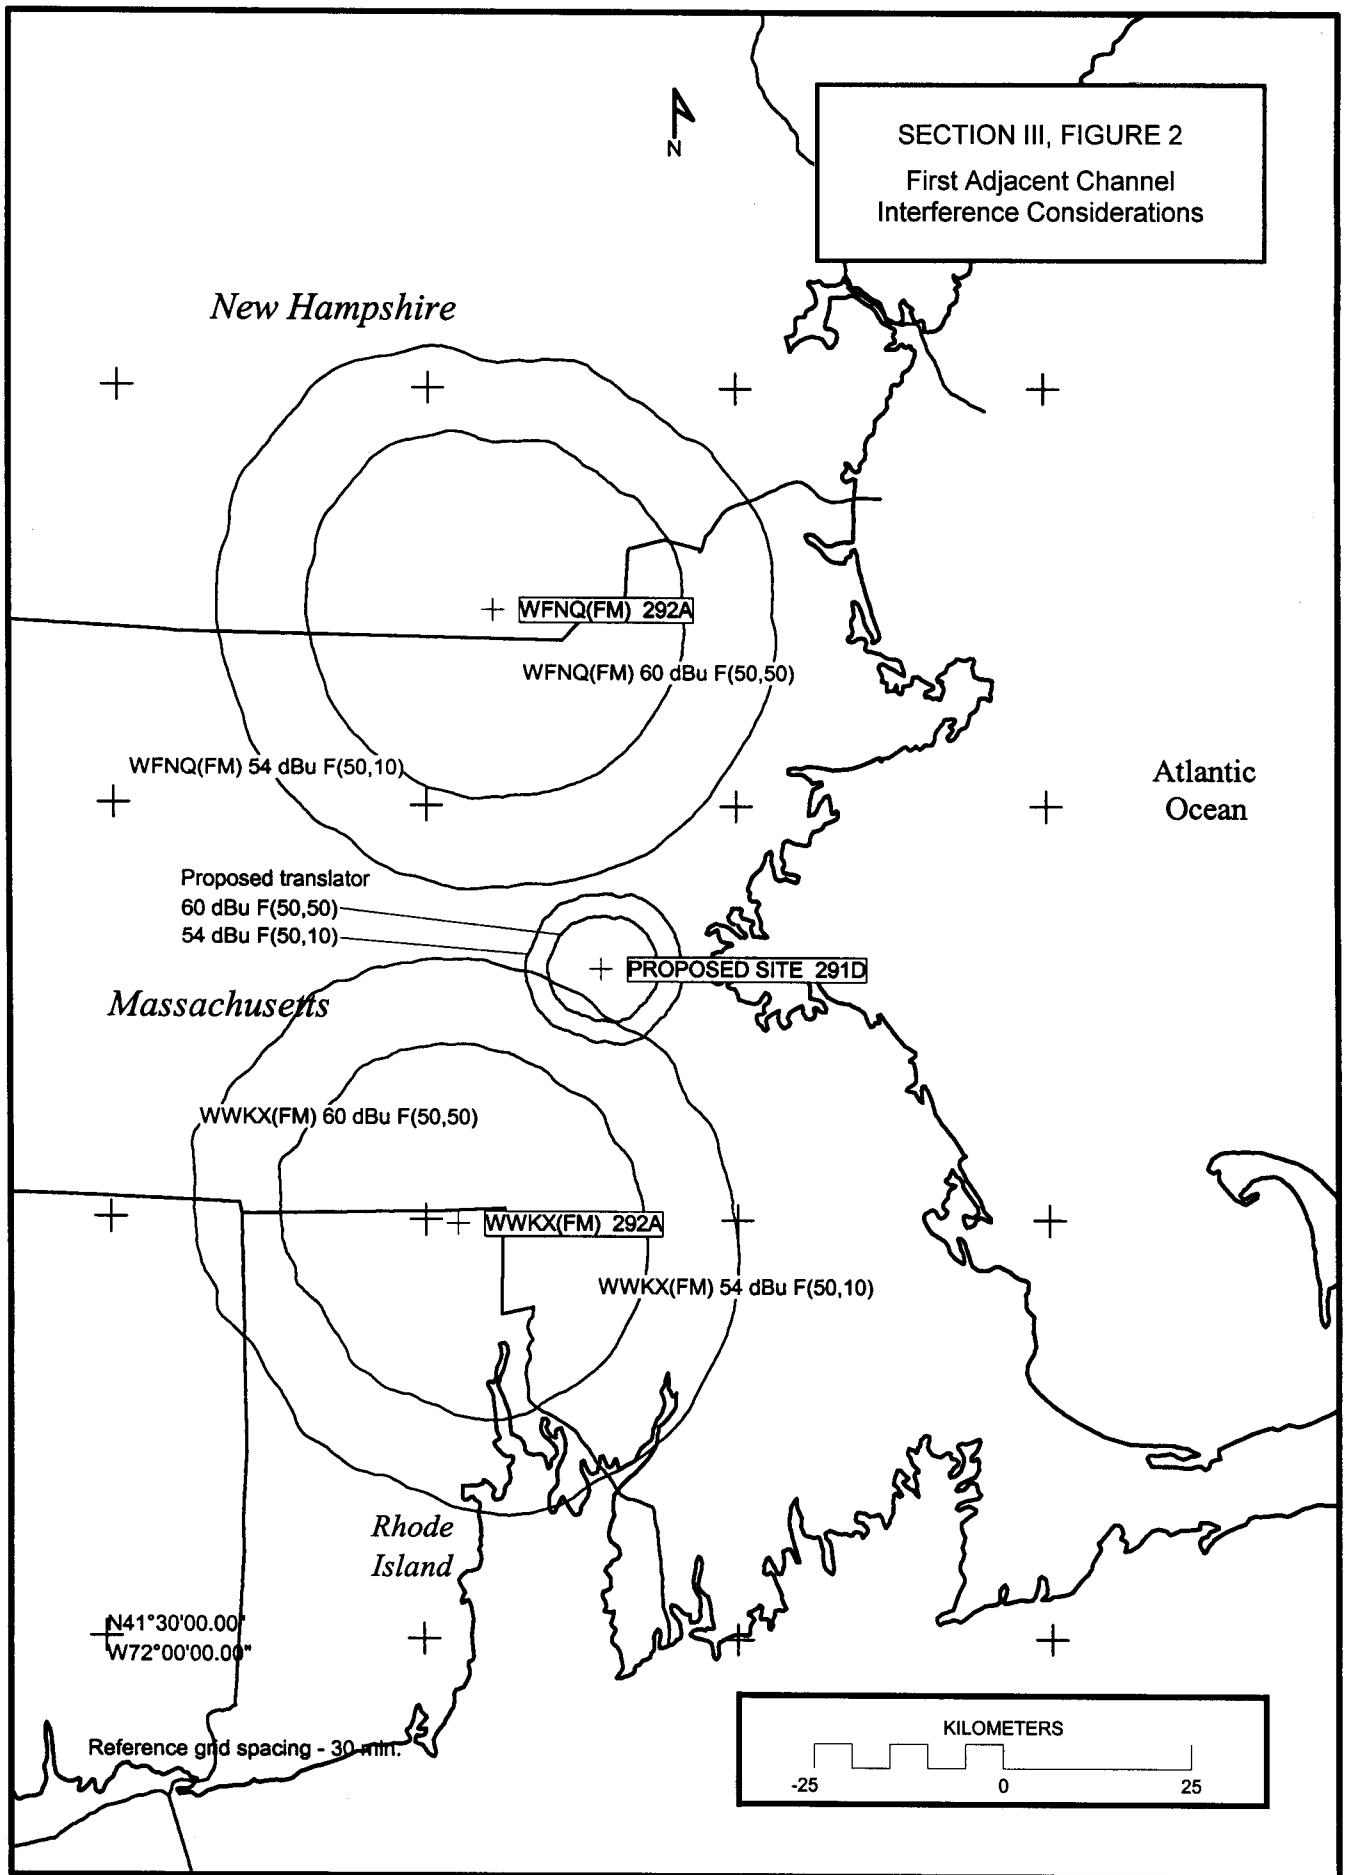 SECTION III, FIGURE 2
First Adjacent Channel
Interference Considerations
N
New Hampshire
WFNQ(FM) 292A
WFNQ(FM) 60 dBu F(50,50)
WFNQ(FM) 54 dBu F(50,10)
Atlantic
Ocean
Proposed translator
60 dBu F(50,50)
54 dBu F(50,10)
PROPOSED SITE 291D
Massachusetts
WWKX(FM) 60 dBu F(50,50)
WWKX(FM) 292A
WWKX(FM) 54 dBu F(50,10)
Rhode
Island
N41°30'00.00"
W72°00'00.00"
Reference grid spacing - 30 min.
KILOMETERS
-25 0 25